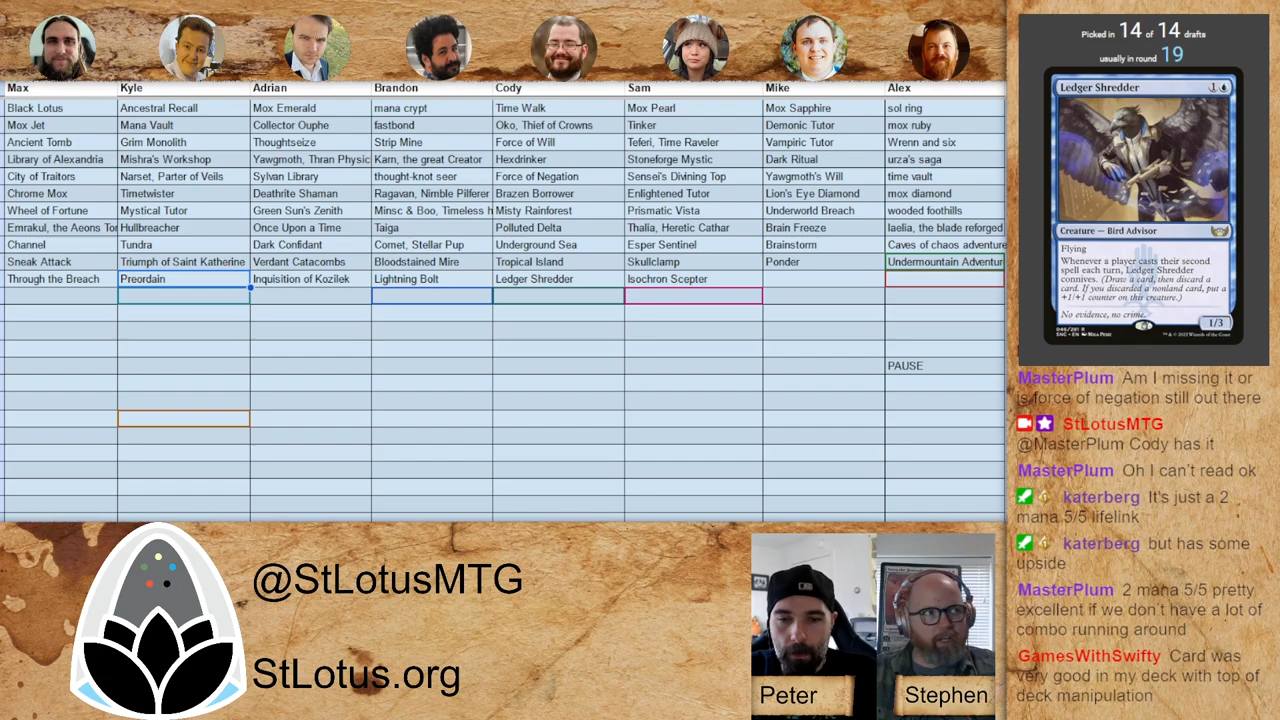 Picked in 14 of 14 drafts
usually in round 19
Max Kyle Adrian Brandon Cody Sam Mike Alex
Black Lotus Ancestral Recall Mox Emerald mana crypt Time Walk Mox Pearl Mox Sapphire sol ring
Mox Jet Mana Vault Collector Ouphe fastbond Oko, Thief of Crowns Tinker Demonic Tutor mox ruby
Ancient Tomb Grim Monolith Thoughtseize Strip Mine Force of Will Teferi, Time Raveler Vampiric Tutor Wrenn and six
Library of Alexandria Mishra's Workshop Yawgmoth, Thran Physic Karn, the great Creator Hexdrinker Stoneforge Mystic Dark Ritual urza's saga
City of Traitors Narset, Parter of Veils Sylvan Library thought-knot seer Force of Negation Sensei's Divining Top Yawgmoth's Will time vault
Chrome Mox Timetwister Deathrite Shaman Ragavan, Nimble Pilferer Brazen Borrower Enlightened Tutor Lion's Eye Diamond mox diamond
Wheel of Fortune Mystical Tutor Green Sun's Zenith Minsc & Boo, Timeless h Misty Rainforest Prismatic Vista Underworld Breach wooded foothills
Emrakul, the Aeons Tor Hullbreacher Once Upon a Time Taiga Polluted Delta Thalia, Heretic Cathar Brain Freeze laelia, the blade reforged
Channel Tundra Dark Confidant Comet, Stellar Pup Underground Sea Esper Sentinel Brainstorm Caves of chaos adventure
Sneak Attack Triumph of Saint Katherine Verdant Catacombs Bloodstained Mire Tropical Island Skullclamp Ponder Undermountain Adventur
Through the Breach Preordain Inquisition of Kozilek Lightning Bolt Ledger Shredder Isochron Scepter
PAUSE
Ledger Shredder 1
Creature — Bird Advisor
Flying
Whenever a player casts their second
spell each turn, Ledger Shredder
connives. (Draw a card, then discard a
card. If you discarded a nonland card, put a
+1/+1 counter on this creature.)
No evidence, no crime.
1/3
MasterPlum Am I missing it or
is force of negation still out there
StLotusMTG
@MasterPlum Cody has it
MasterPlum Oh I can't read ok
katerberg It's just a 2
mana 5/5 lifelink
katerberg but has some
upside
MasterPlum 2 mana 5/5 pretty
excellent if we don't have a lot of
combo running around
GamesWithSwifty Card was
very good in my deck with top of
deck manipulation
@StLotusMTG
StLotus.org
Peter
Stephen